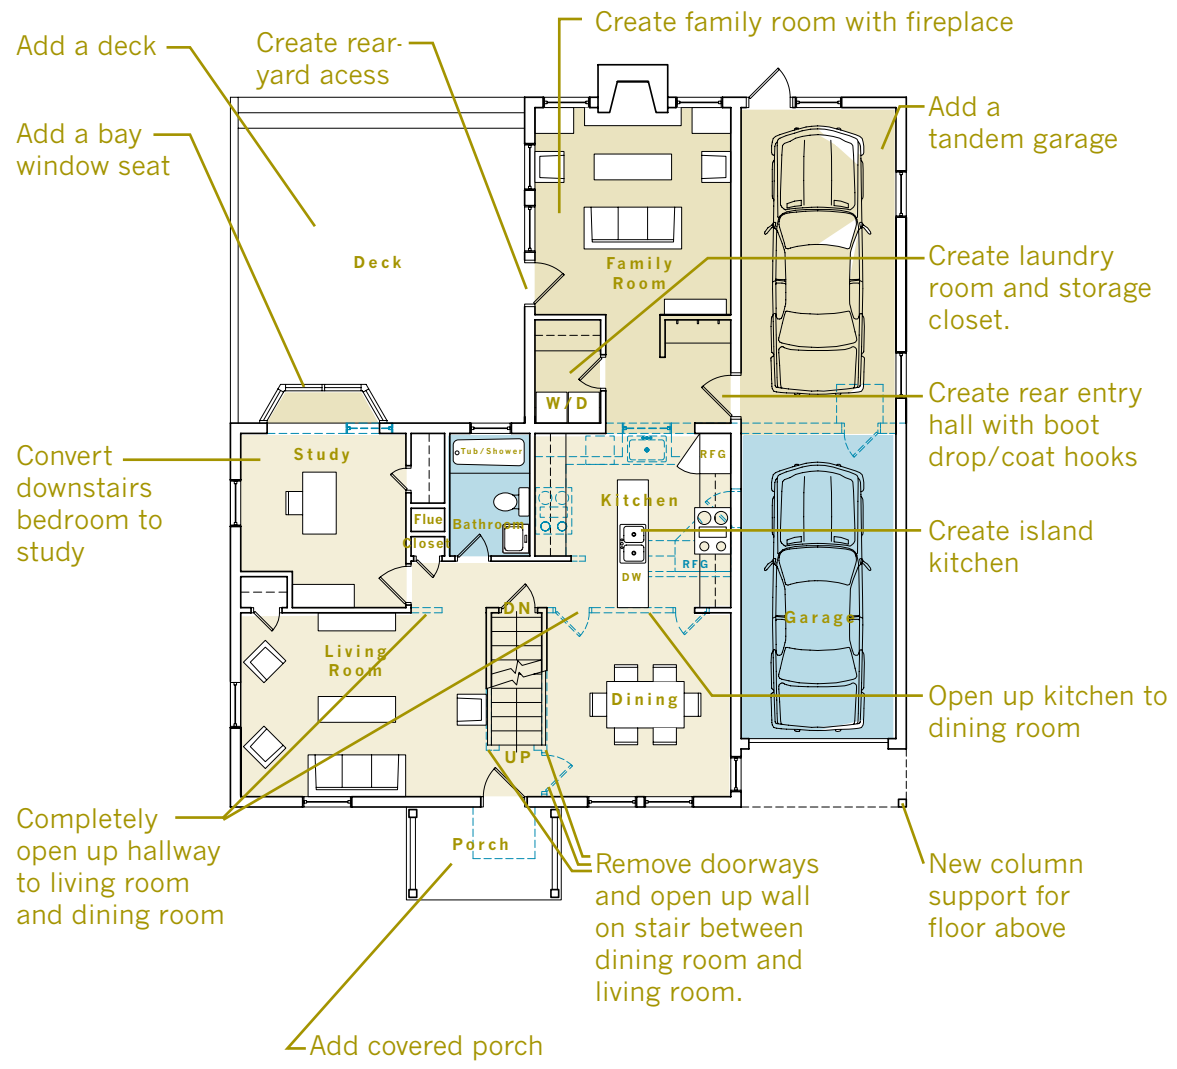 Create family room with fireplace
Add a deck
Create rear-
yard acess
Add a bay
window seat
Add a
tandem garage
Deck
Family
Room
Create laundry
room and storage
closet.
W/D
Create rear entry
hall with boot
drop/coat hooks
Convert
downstairs
bedroom to
study
Study
Tub/Shower
RFG
Kitchen
Flue
Bathroom
Closet
Create island
kitchen
RFG
DW
DN
Garage
Living
Room
Dining
Open up kitchen to
dining room
UP
Completely
open up hallway
to living room
and dining room
Porch
Remove doorways
and open up wall
on stair between
dining room and
living room.
New column
support for
floor above
Add covered porch